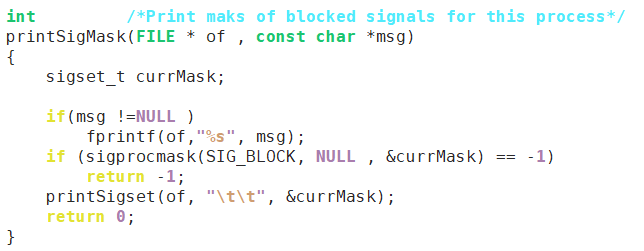 int         /*Print maks of blocked signals for this process*/
printSigMask(FILE * of , const char *msg)
{
    sigset_t currMask;

    if(msg !=NULL )
        fprintf(of,"%s", msg);
    if (sigprocmask(SIG_BLOCK, NULL , &currMask) == -1)
        return -1;
    printSigset(of, "\t\t", &currMask);
    return 0;
}